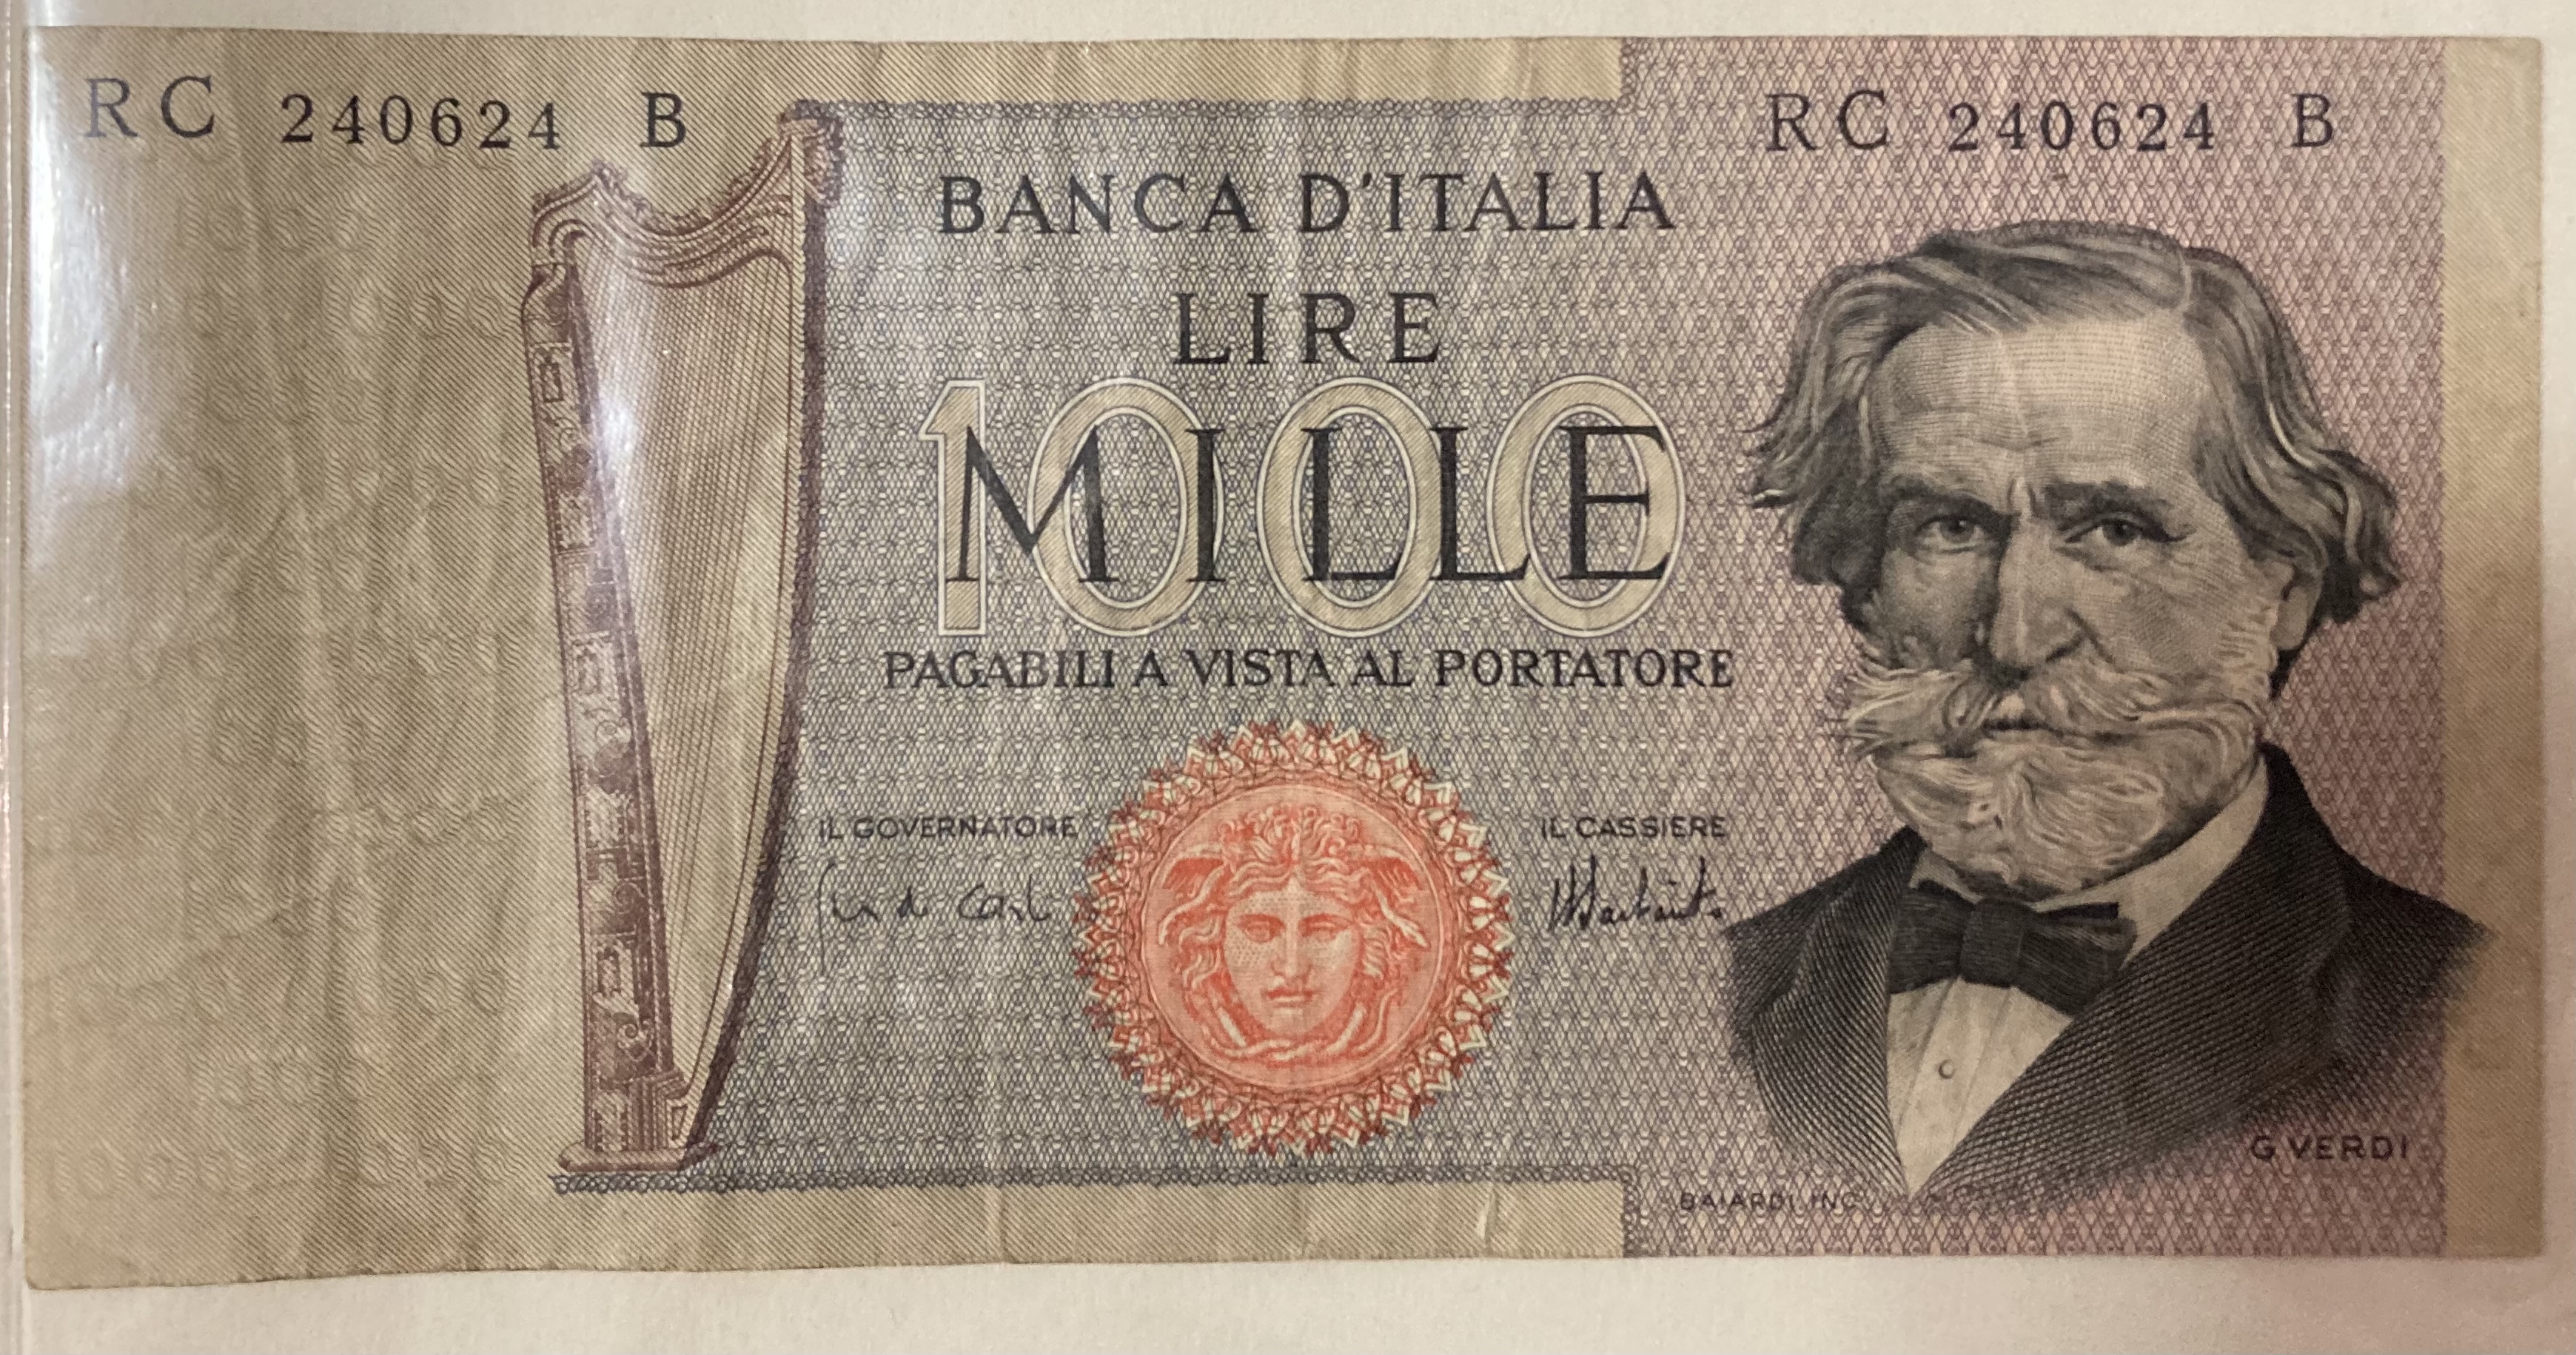 RC 240624 B
RC 240624 B
BANCA D'ITALIA
LIRE
1000
MILLE
PAGABILI A VISTA AL PORTATORE
IL GOVERNATORE
IL CASSIERE
G. VERDI
BAIARDI INC.